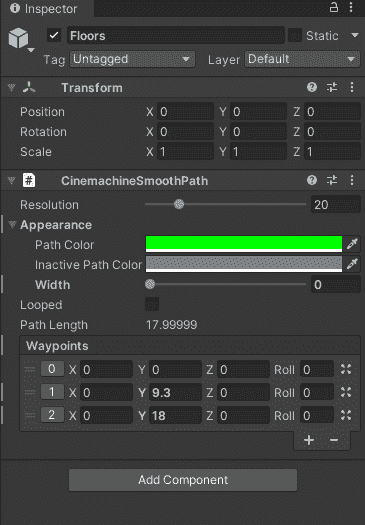 Inspector
Floors Static
Tag Untagged Layer Default
Transform
Position X 0 Y 0 Z 0
Rotation X 0 Y 0 Z 0
Scale X 1 Y 1 Z 1
# CinemachineSmoothPath
Resolution 20
Appearance
Path Color
Inactive Path Color
Width 0
Looped
Path Length 17.99999
Waypoints
0 X 0 Y 0 Z 0 Roll 0
1 X 0 Y 9.3 Z 0 Roll 0
2 X 0 Y 18 Z 0 Roll 0
+ −
Add Component